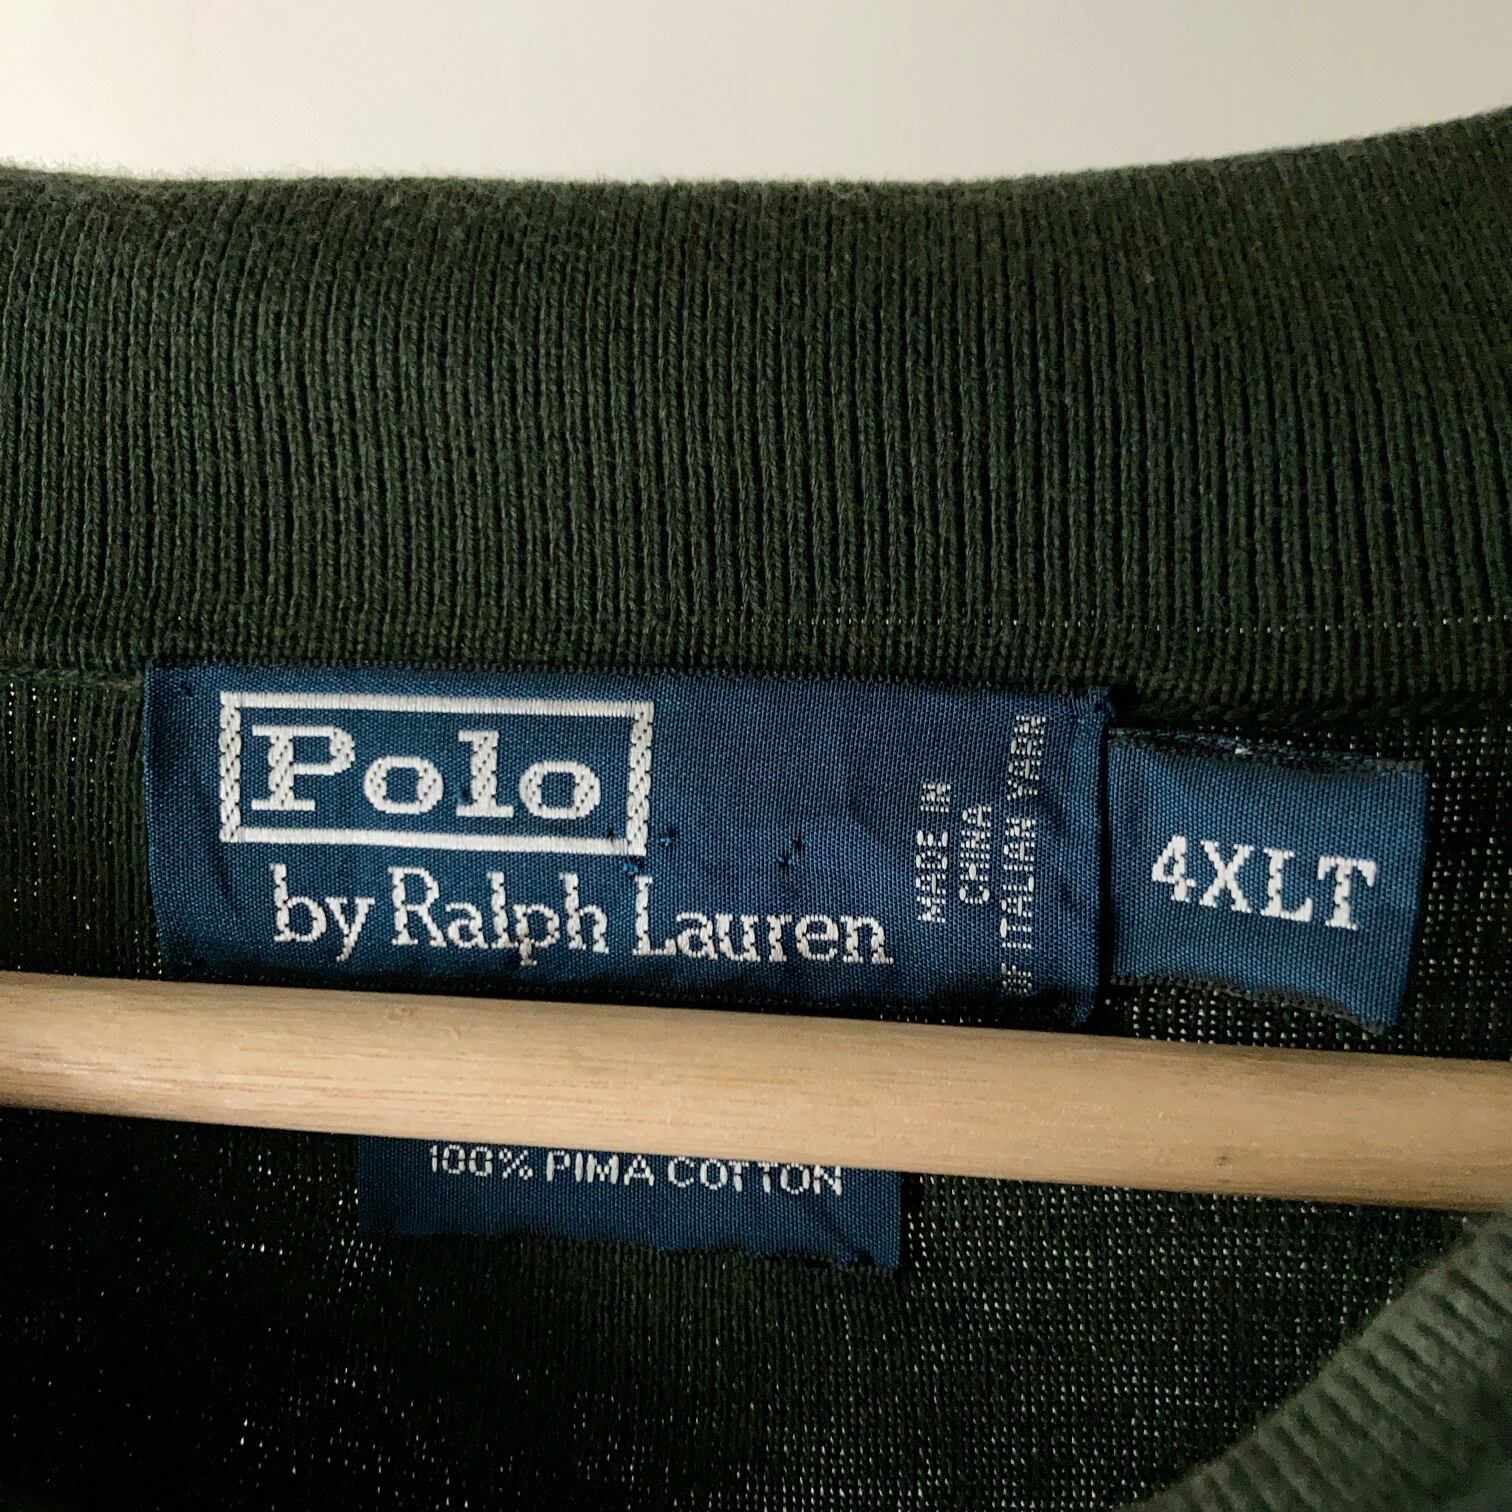 Polo
by Ralph Lauren
MADE IN
CHINA
OF ITALIAN YARN
4XLT
100% PIMA COTTON